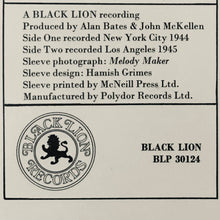 A BLACK LION recording
Produced by Alan Bates & John McKellen
Side One recorded New York City 1944
Side Two recorded Los Angeles 1945
Sleeve photograph: Melody Maker
Sleeve design: Hamish Grimes
Sleeve printed by McNeill Press Ltd.
Manufactured by Polydor Records Ltd.
BLACK LION
RECORDS
BLACK LION
BLP 30124